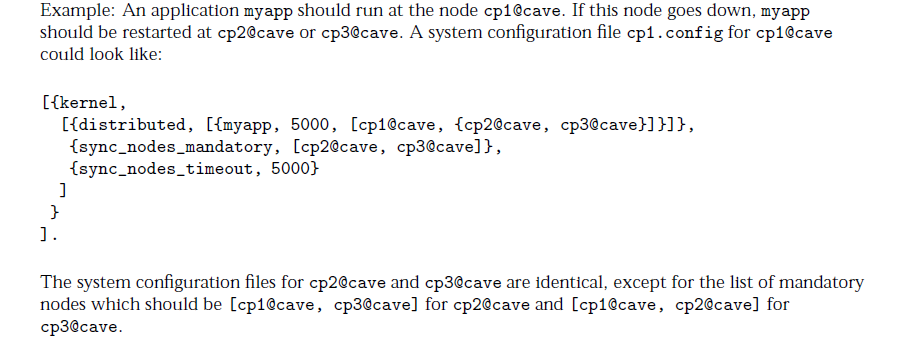 Example: An application myapp should run at the node cp1@cave. If this node goes down, myapp
should be restarted at cp2@cave or cp3@cave. A system configuration file cp1.config for cp1@cave
could look like:
[{kernel,
[{distributed, [{myapp, 5000, [cp1@cave, {cp2@cave, cp3@cave}]}]},
{sync_nodes_mandatory, [cp2@cave, cp3@cave]},
{sync_nodes_timeout, 5000}
]
}
].
The system configuration files for cp2@cave and cp3@cave are identical, except for the list of mandatory
nodes which should be [cp1@cave, cp3@cave] for cp2@cave and [cp1@cave, cp2@cave] for
cp3@cave.